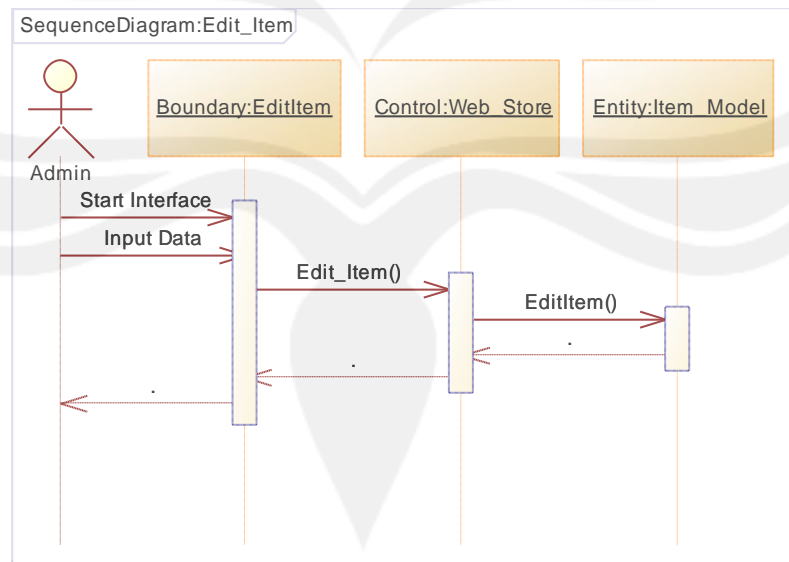 SequenceDiagram:Edit_Item
Boundary:EditItem
Control:Web_Store
Entity:Item_Model
Admin
Start Interface
Input Data
Edit_Item()
EditItem()
.
.
.